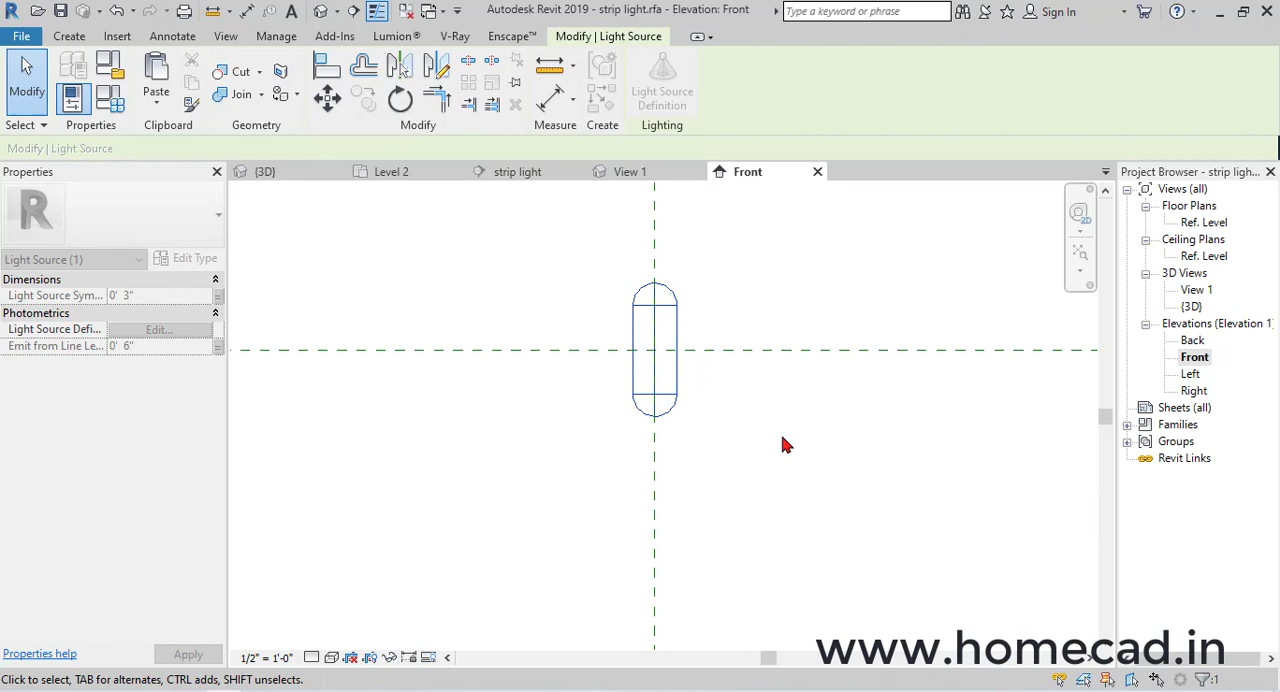 Autodesk Revit 2019 - strip light.rfa - Elevation: Front
Type a keyword or phrase
Sign In
File Create Insert Annotate View Manage Add-Ins Lumion® V-Ray Enscape™ Modify | Light Source
Modify
Paste
Cut
Join
Light Source
Definition
Select Properties Clipboard Geometry Modify Measure Create Lighting
Modify | Light Source
Properties
{3D} Level 2 strip light View 1 Front
Project Browser - strip ligh...
Light Source (1)
Edit Type
Dimensions
Light Source Sym... 0' 3"
Photometrics
Light Source Defi... Edit...
Emit from Line Le... 0' 6"
2D
Views (all)
Floor Plans
Ref. Level
Ceiling Plans
Ref. Level
3D Views
View 1
{3D}
Elevations (Elevation 1
Back
Front
Left
Right
Sheets (all)
Families
Groups
Revit Links
Properties help
Apply
1/2" = 1'-0"
www.homecad.in
Click to select, TAB for alternates, CTRL adds, SHIFT unselects.
:1